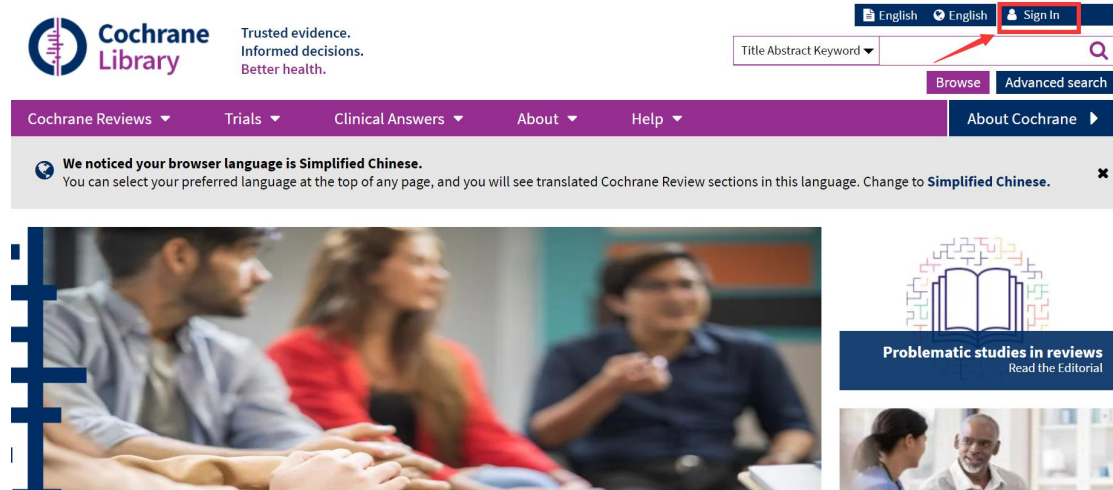 English
English
Sign In
Cochrane
Library
Trusted evidence.
Informed decisions.
Better health.
Title Abstract Keyword
Browse
Advanced search
Cochrane Reviews
Trials
Clinical Answers
About
Help
About Cochrane
We noticed your browser language is Simplified Chinese.
You can select your preferred language at the top of any page, and you will see translated Cochrane Review sections in this language. Change to Simplified Chinese.
Problematic studies in reviews
Read the Editorial